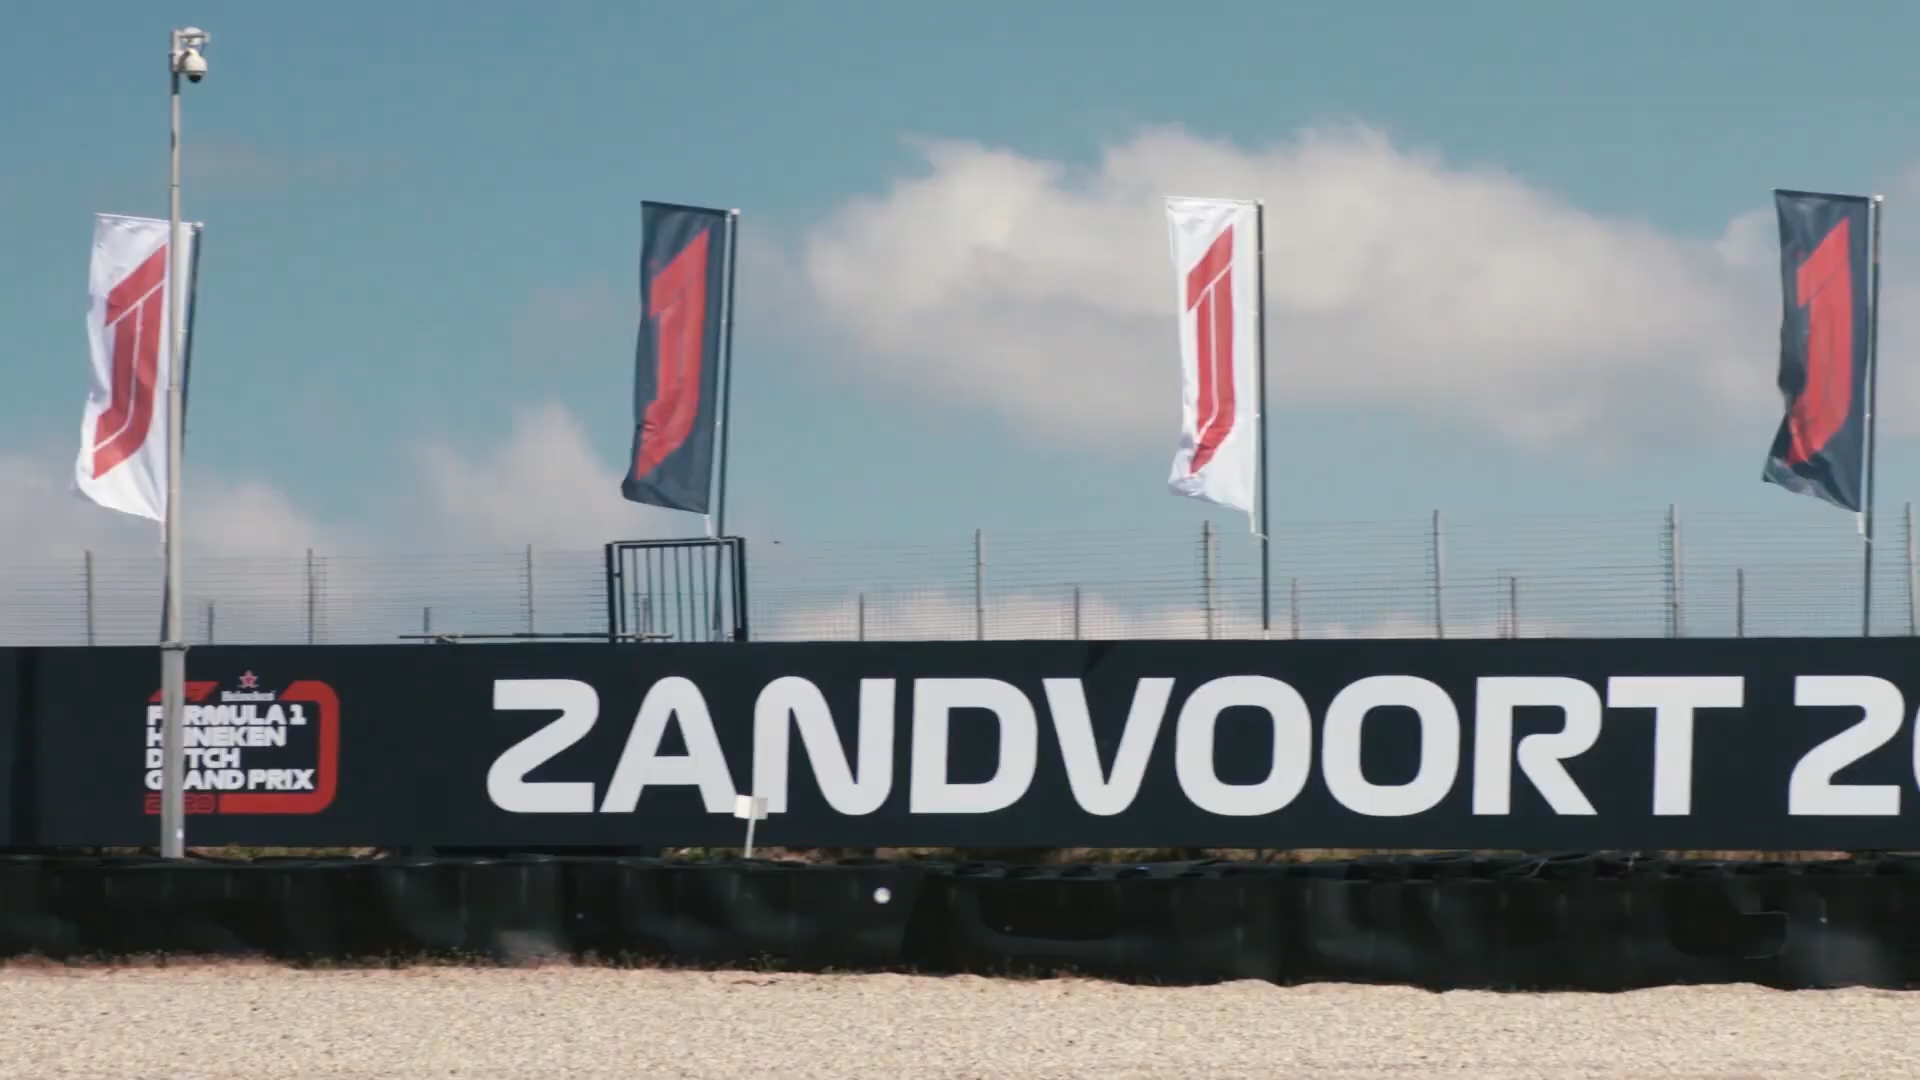 Heineken
FORMULA 1
HEINEKEN
DUTCH
GRAND PRIX
ZANDVOORT 2